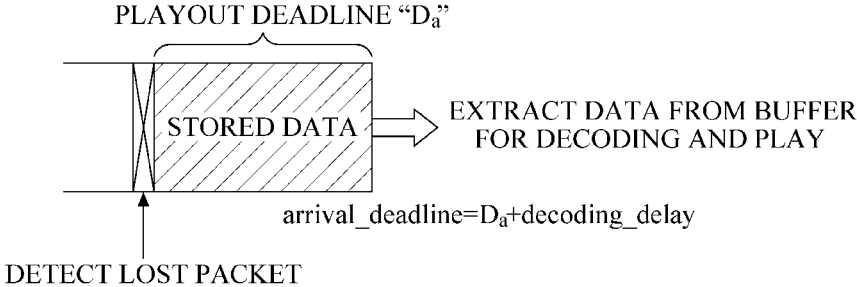 PLAYOUT DEADLINE “Da”
STORED DATA
EXTRACT DATA FROM BUFFER
FOR DECODING AND PLAY
arrival_deadline=Da+decoding_delay
DETECT LOST PACKET